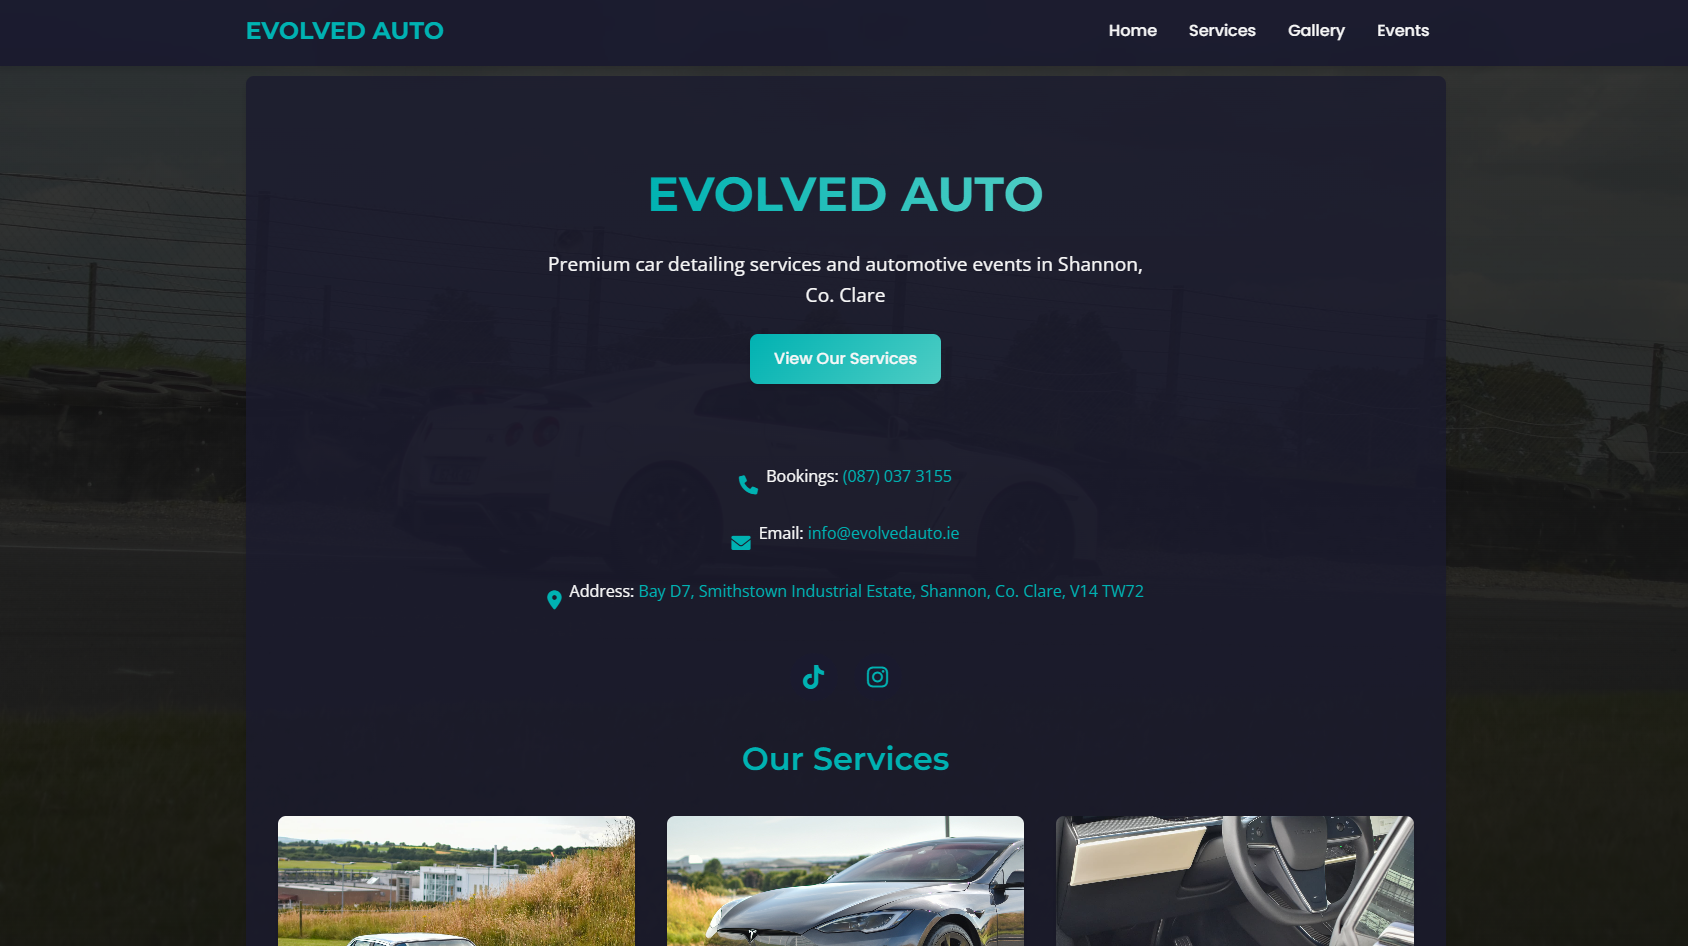 EVOLVED AUTO
Home Services Gallery Events
EVOLVED AUTO
Premium car detailing services and automotive events in Shannon,
Co. Clare
View Our Services
Bookings: (087) 037 3155
Email: info@evolvedauto.ie
Address: Bay D7, Smithstown Industrial Estate, Shannon, Co. Clare, V14 TW72
Our Services